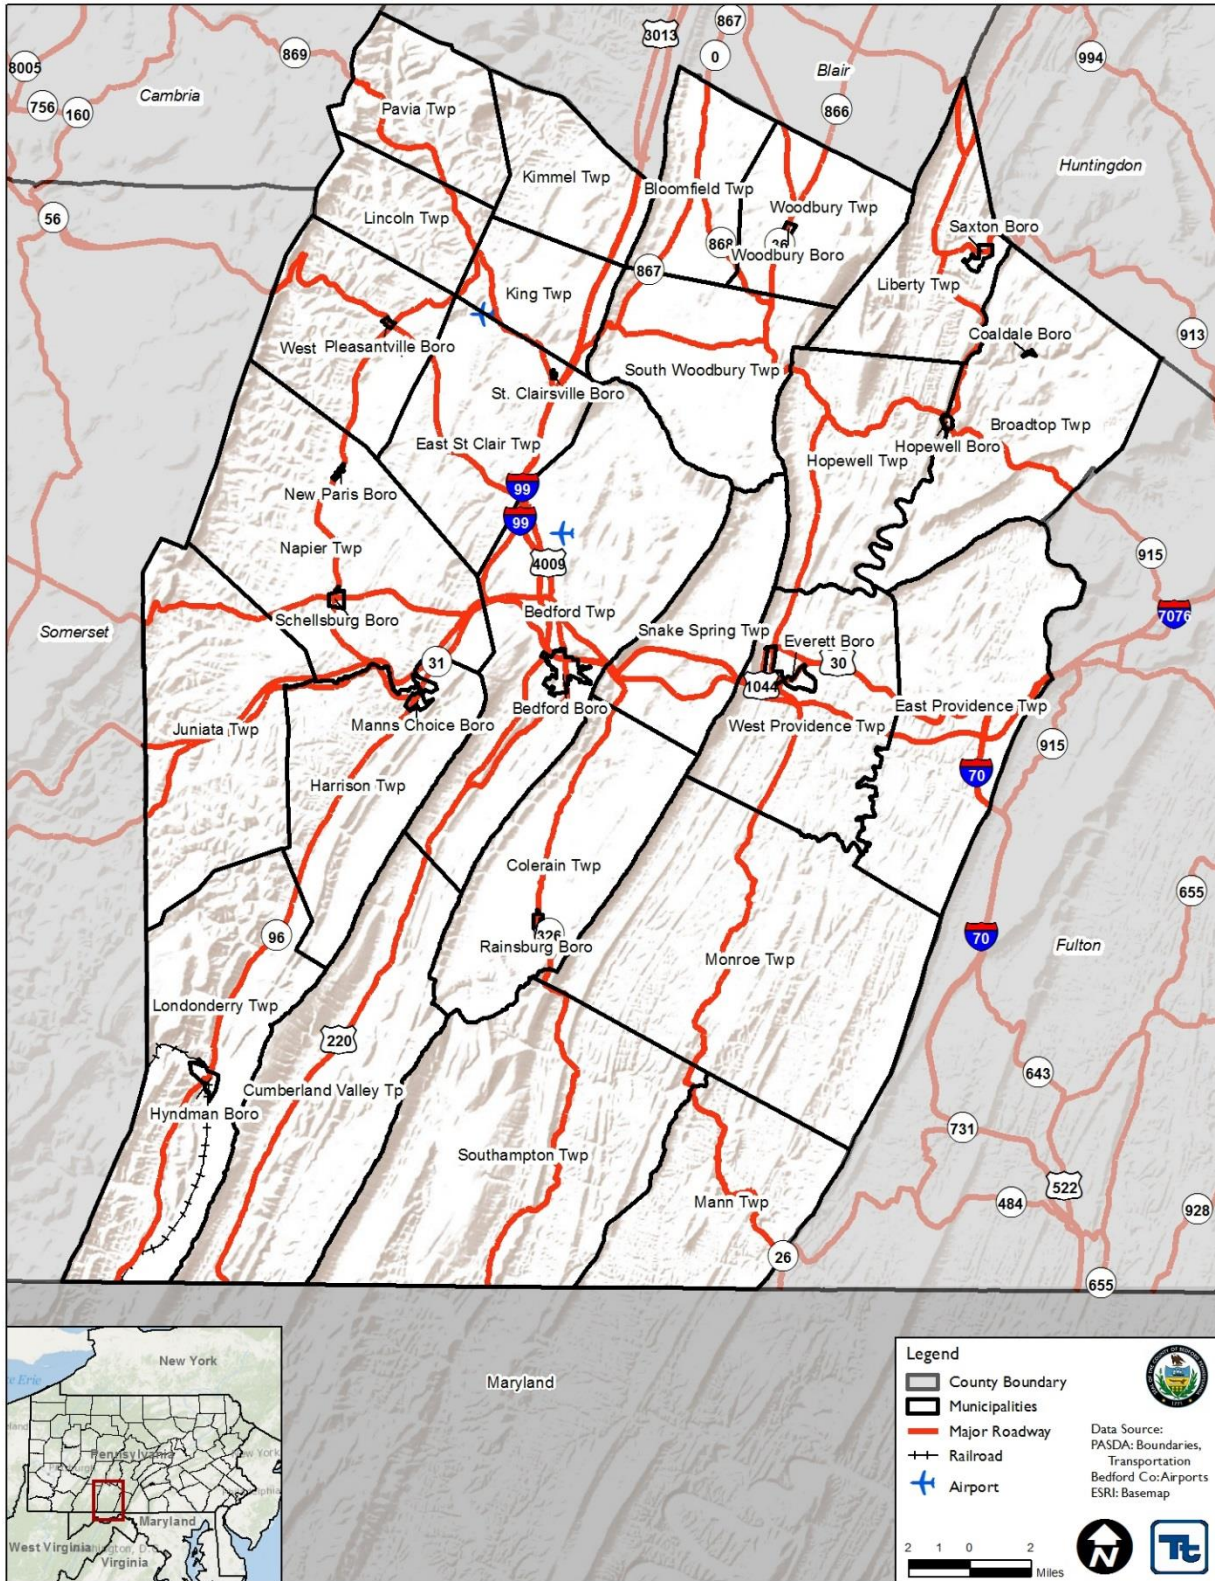 867
3013
0
869
Blair
994
8005
Cambria
756
160
866
Pavia Twp
Huntingdon
Kimmel Twp
Bloomfield Twp
56
Lincoln Twp
Woodbury Twp
Saxton Boro
868
36
Woodbury Boro
867
King Twp
Liberty Twp
913
Coaldale Boro
West
Pleasantville Boro
South Woodbury Twp
St. Clairsville Boro
Broadtop Twp
East St Clair Twp
Hopewell Boro
Hopewell Twp
99
New Paris Boro
99
Napier Twp
915
4009
Bedford Twp
7076
Schellsburg Boro
Somerset
Snake Spring Twp
Everett Boro
31
30
1044
Bedford Boro
East Providence Twp
Manns Choice Boro
West Providence Twp
Juniata Twp
915
70
Harrison Twp
Colerain Twp
655
326
96
Rainsburg Boro
70
Fulton
Monroe Twp
Londonderry Twp
220
643
Cumberland Valley Tp
Hyndman Boro
731
Southampton Twp
522
Mann Twp
484
928
26
655
Maryland
New York
Pennsylvania
Maryland
West Virginia
Virginia
Legend
County Boundary
Municipalities
Major Roadway
Railroad
Airport
Data Source:
PASDA: Boundaries,
Transportation
Bedford Co: Airports
ESRI: Basemap
2 1 0 2
Miles
N
Tt